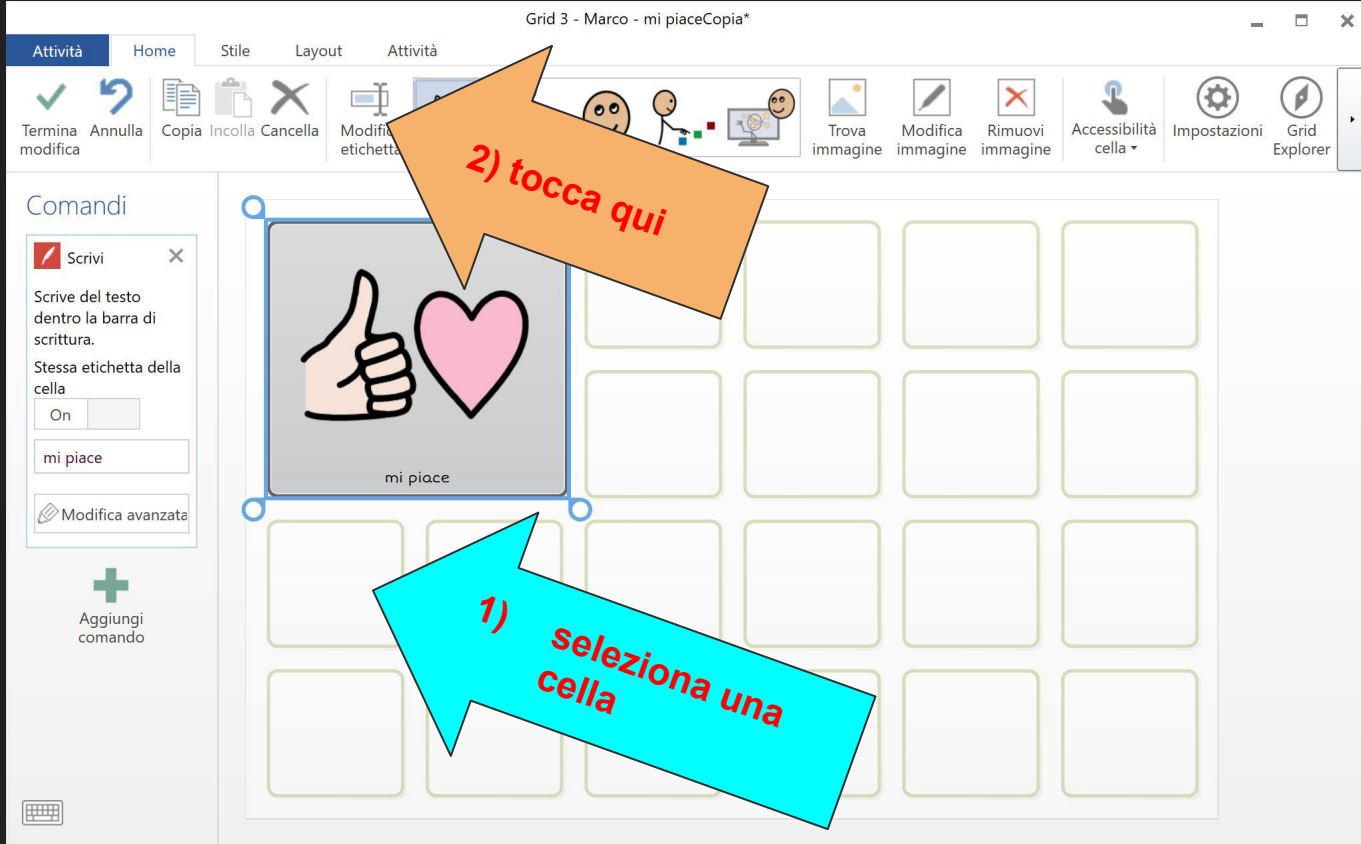 Grid 3 - Marco - mi piaceCopia*
Attività Home Stile Layout Attività
Termina modifica
Annulla
Copia
Incolla
Cancella
etichetta
Trova immagine
Modifica immagine
Rimuovi immagine
Accessibilità cella
Impostazioni
Grid Explorer
2) tocca qui
Comandi
Scrivi
Scrive del testo
dentro la barra di
scrittura.
Stessa etichetta della
cella
On
mi piace
Modifica avanzata
Aggiungi
comando
mi piace
1) seleziona una
cella